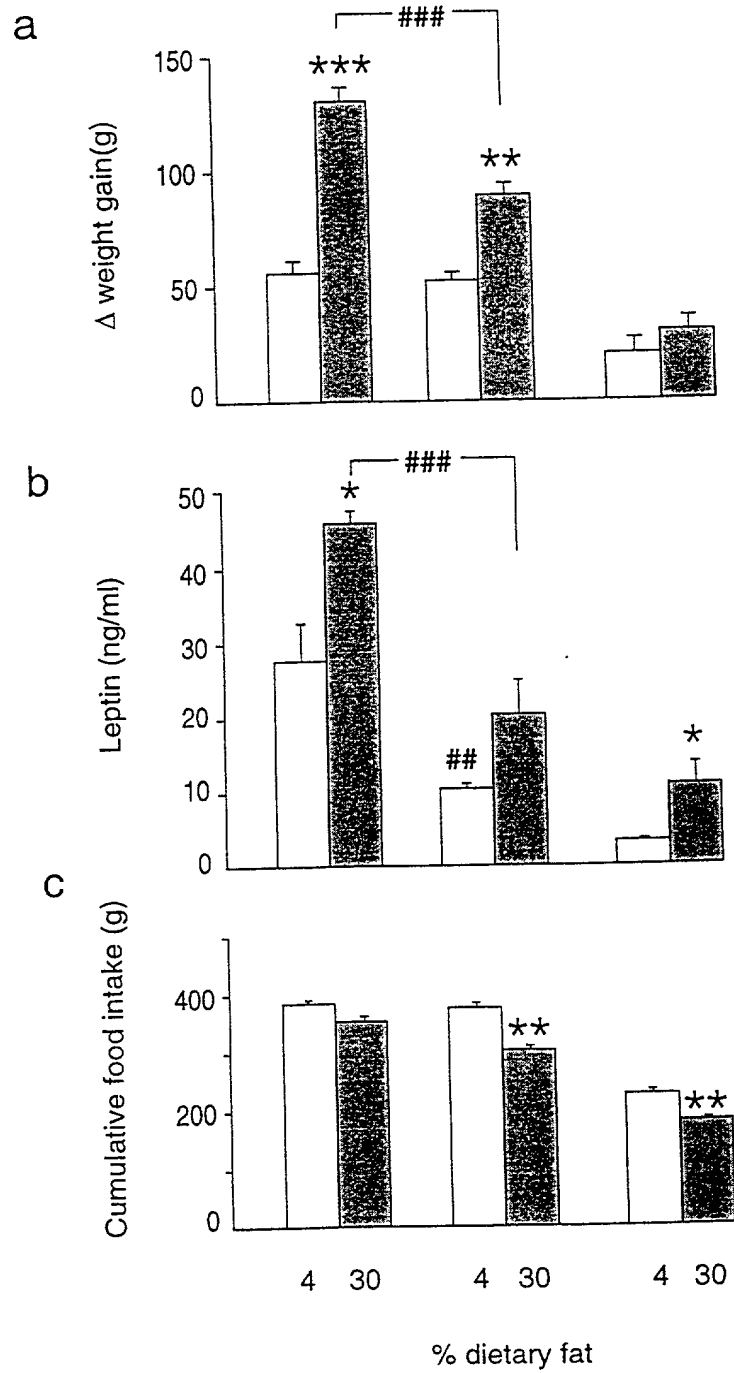 a
###
150
***
**
100
50
0
Δ weight gain(g)
b
###
50
*
40
30
20
##
*
10
0
Leptin (ng/ml)
c
400
**
200
**
0
Cumulative food intake (g)
4 30 4 30 4 30
% dietary fat